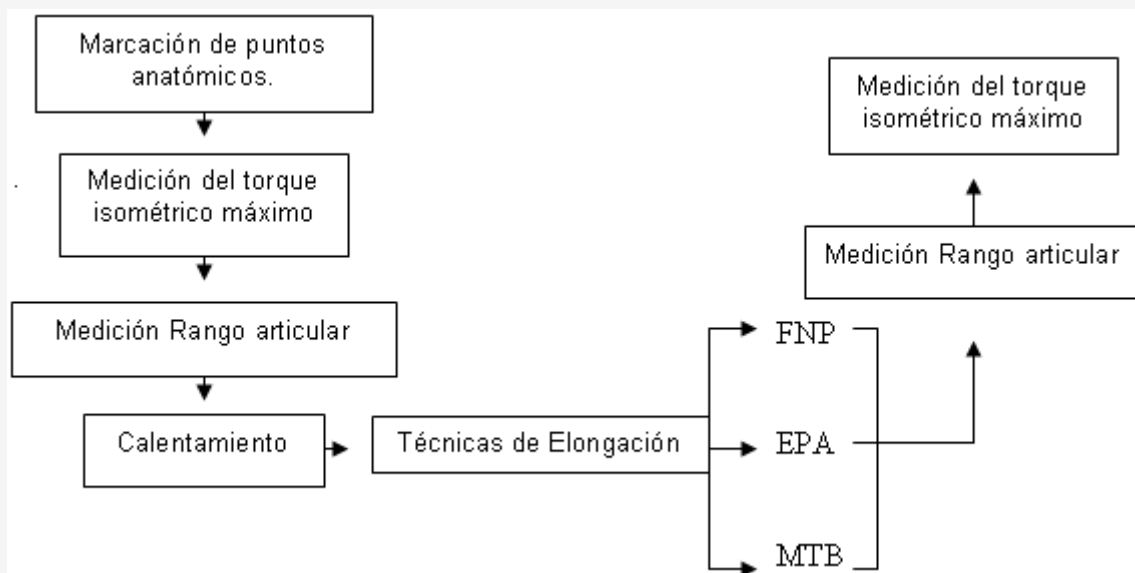 Marcación de puntos
anatómicos.
Medición del torque
isométrico máximo
Medición Rango articular
Calentamiento
Técnicas de Elongación
FNP
EPA
MTB
Medición Rango articular
Medición del torque
isométrico máximo